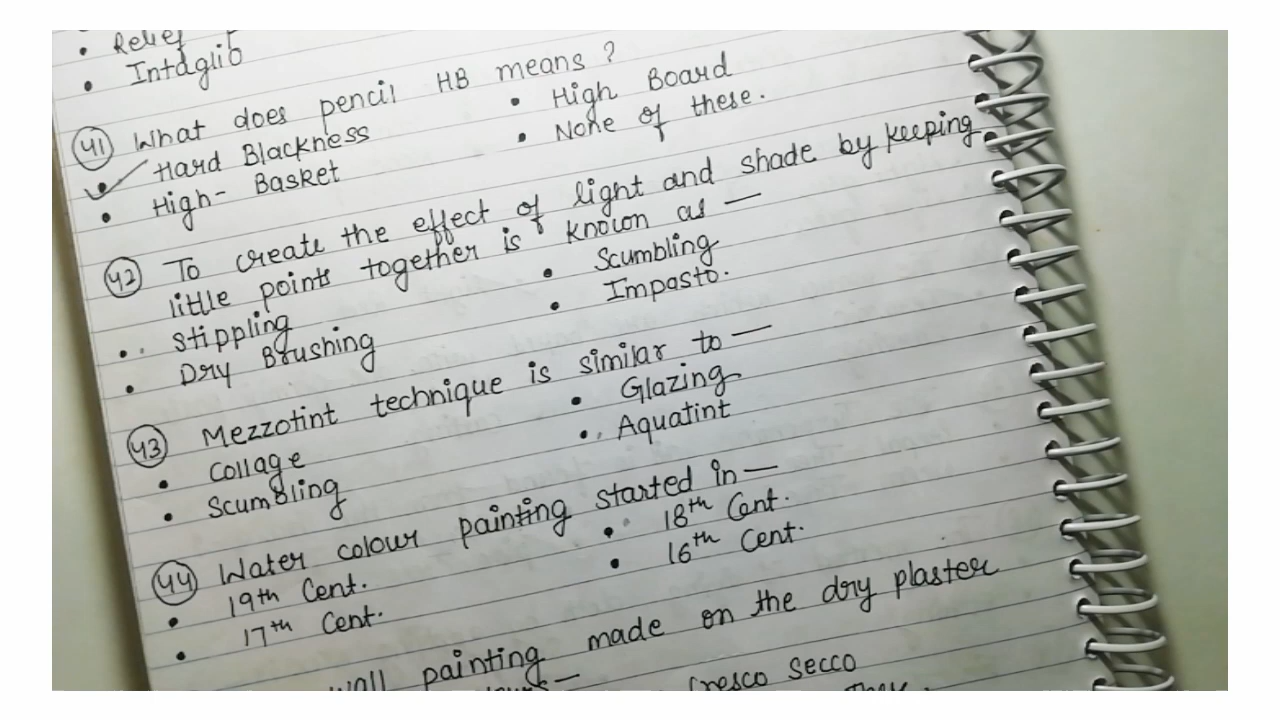 • Relief
• Intaglio
41 What does pencil HB means ?
• Hard Blackness • High Board
• High- Basket • None of these.
42 To create the effect of light and shade by keeping
little points together is known as —
• Stippling • Scumbling
• Dry Brushing • Impasto.
43 Mezzotint technique is similar to —
• Collage • Glazing
• Scumbling • Aquatint
44 Water colour painting started in —
• 19th Cent. • 18th Cent.
• 17th Cent. • 16th Cent.
wall painting made on the dry plaster
Secco